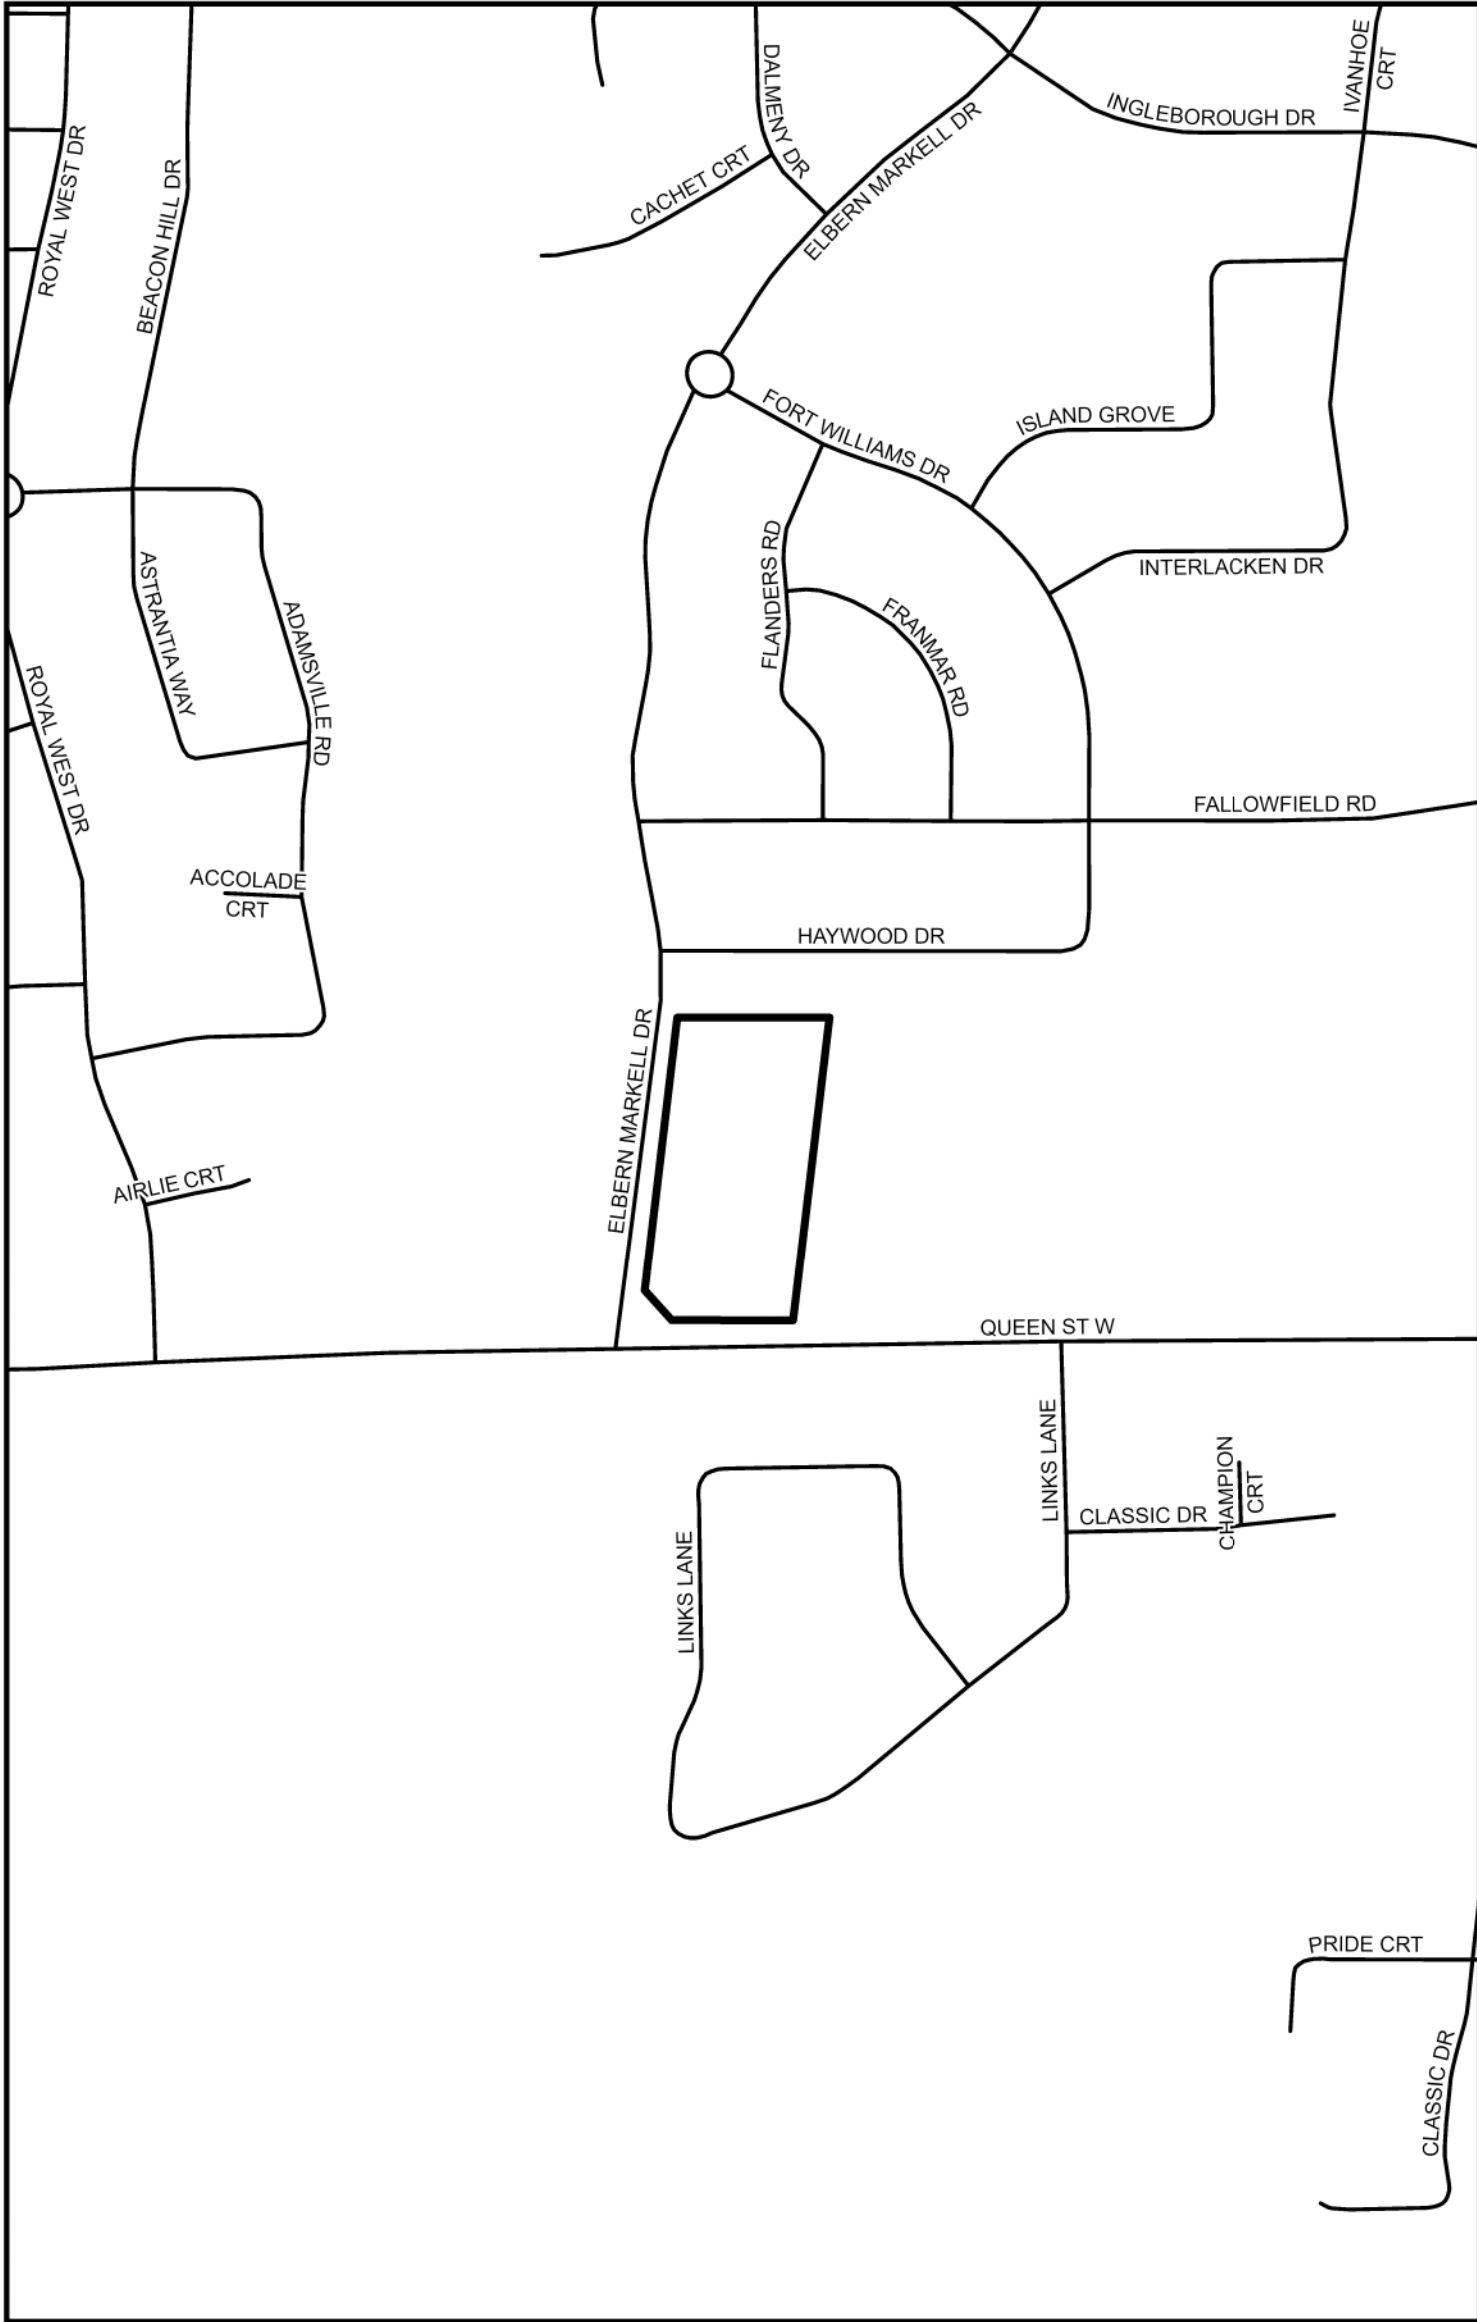 IVANHOE
CRT
DALMENY DR
INGLEBOROUGH DR
ELBERN MARKELL DR
ROYAL WEST DR
BEACON HILL DR
CACHET CRT
FORT WILLIAMS DR
ISLAND GROVE
FLANDERS RD
INTERLACKEN DR
ASTRANTIA WAY
ADAMSVILLE RD
FRANMAR RD
ROYAL WEST DR
FALLOWFIELD RD
ACCOLADE
CRT
HAYWOOD DR
ELBERN MARKELL DR
AIRLIE CRT
QUEEN ST W
LINKS LANE
CHAMPION
CRT
CLASSIC DR
LINKS LANE
PRIDE CRT
CLASSIC DR